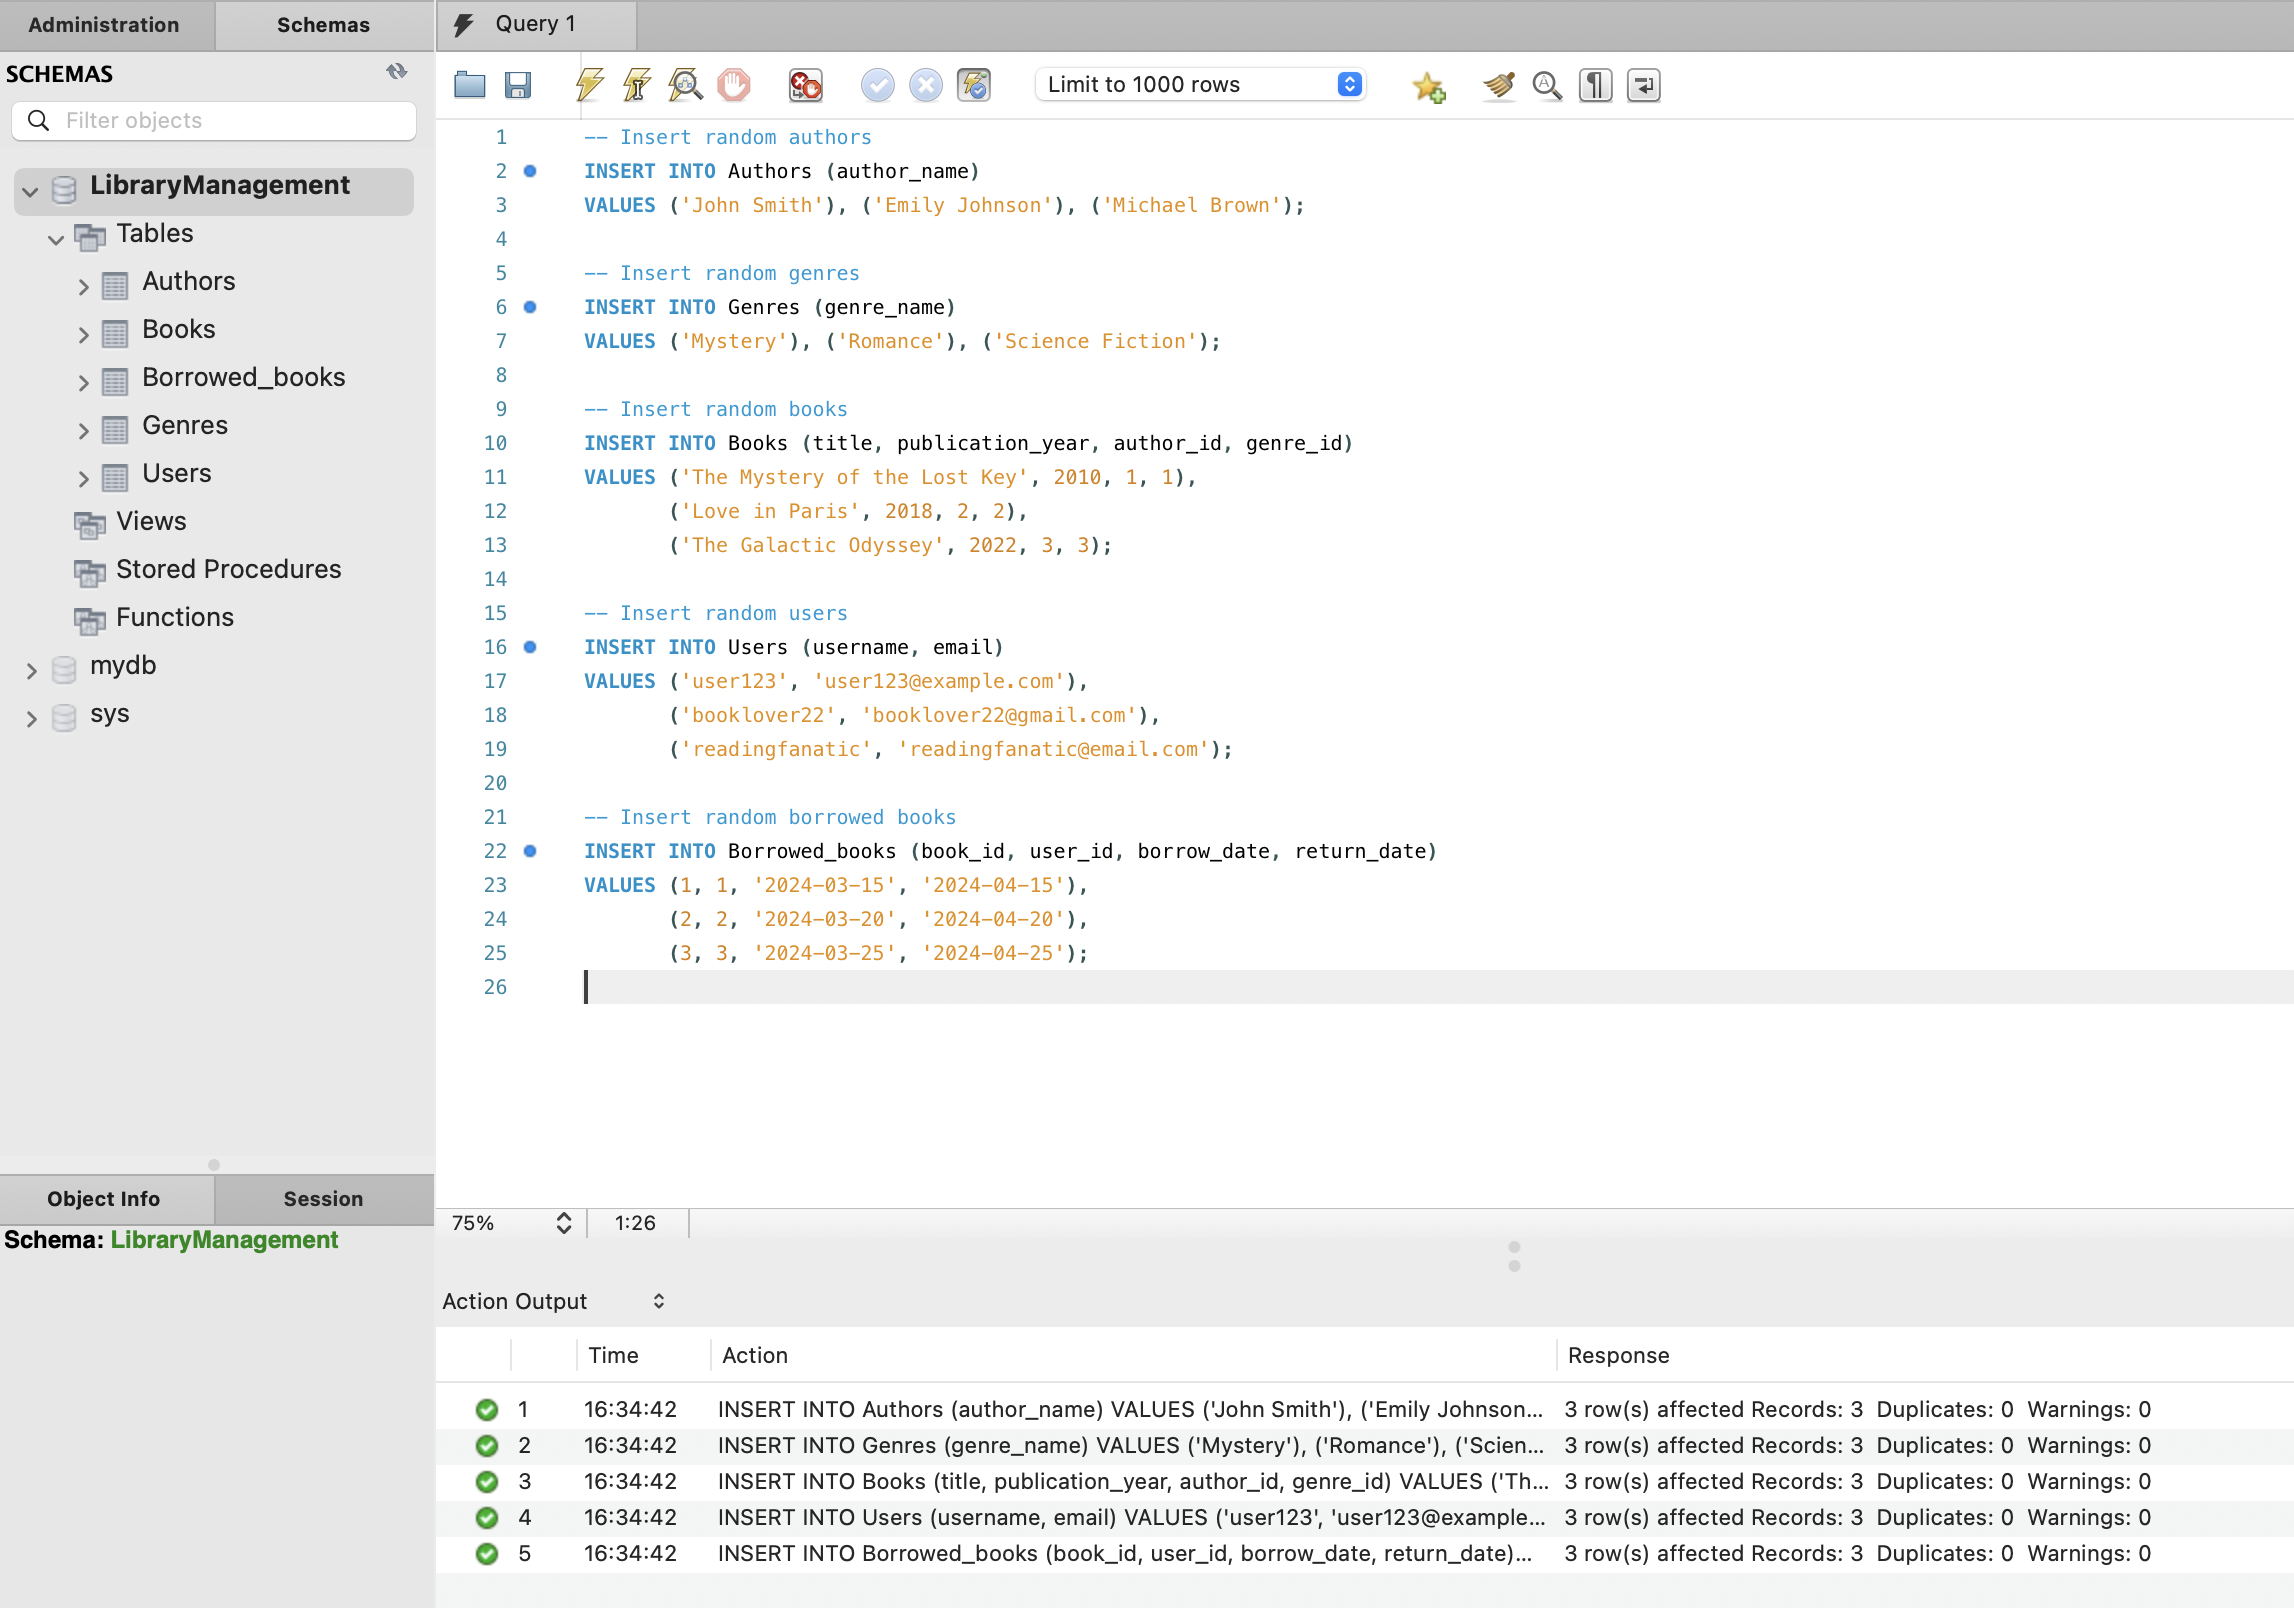 Administration
Schemas
SCHEMAS
Filter objects
LibraryManagement
Tables
Authors
Books
Borrowed_books
Genres
Users
Views
Stored Procedures
Functions
mydb
sys
Object Info
Session
Schema: LibraryManagement
Query 1
Limit to 1000 rows
1 -- Insert random authors
2 INSERT INTO Authors (author_name)
3 VALUES ('John Smith'), ('Emily Johnson'), ('Michael Brown');
4
5 -- Insert random genres
6 INSERT INTO Genres (genre_name)
7 VALUES ('Mystery'), ('Romance'), ('Science Fiction');
8
9 -- Insert random books
10 INSERT INTO Books (title, publication_year, author_id, genre_id)
11 VALUES ('The Mystery of the Lost Key', 2010, 1, 1),
12 ('Love in Paris', 2018, 2, 2),
13 ('The Galactic Odyssey', 2022, 3, 3);
14
15 -- Insert random users
16 INSERT INTO Users (username, email)
17 VALUES ('user123', 'user123@example.com'),
18 ('booklover22', 'booklover22@gmail.com'),
19 ('readingfanatic', 'readingfanatic@email.com');
20
21 -- Insert random borrowed books
22 INSERT INTO Borrowed_books (book_id, user_id, borrow_date, return_date)
23 VALUES (1, 1, '2024-03-15', '2024-04-15'),
24 (2, 2, '2024-03-20', '2024-04-20'),
25 (3, 3, '2024-03-25', '2024-04-25');
26
75% 1:26
Action Output
Time Action Response
1 16:34:42 INSERT INTO Authors (author_name) VALUES ('John Smith'), ('Emily Johnson... 3 row(s) affected Records: 3 Duplicates: 0 Warnings: 0
2 16:34:42 INSERT INTO Genres (genre_name) VALUES ('Mystery'), ('Romance'), ('Scien... 3 row(s) affected Records: 3 Duplicates: 0 Warnings: 0
3 16:34:42 INSERT INTO Books (title, publication_year, author_id, genre_id) VALUES ('Th... 3 row(s) affected Records: 3 Duplicates: 0 Warnings: 0
4 16:34:42 INSERT INTO Users (username, email) VALUES ('user123', 'user123@example... 3 row(s) affected Records: 3 Duplicates: 0 Warnings: 0
5 16:34:42 INSERT INTO Borrowed_books (book_id, user_id, borrow_date, return_date)... 3 row(s) affected Records: 3 Duplicates: 0 Warnings: 0